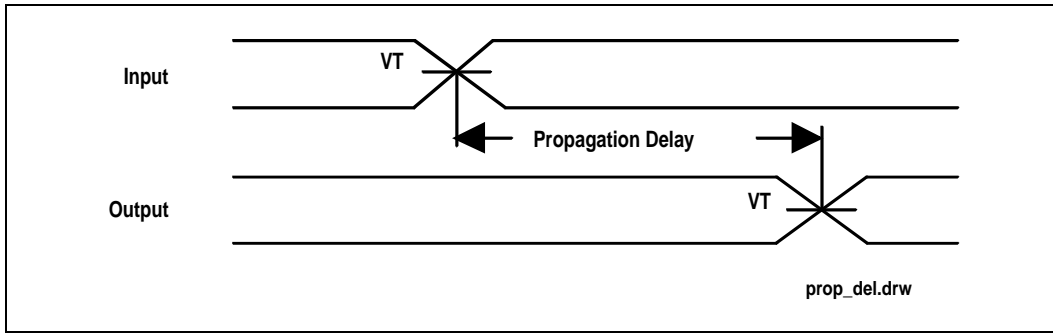 VT
Input
Propagation Delay
VT
Output
prop_del.drw